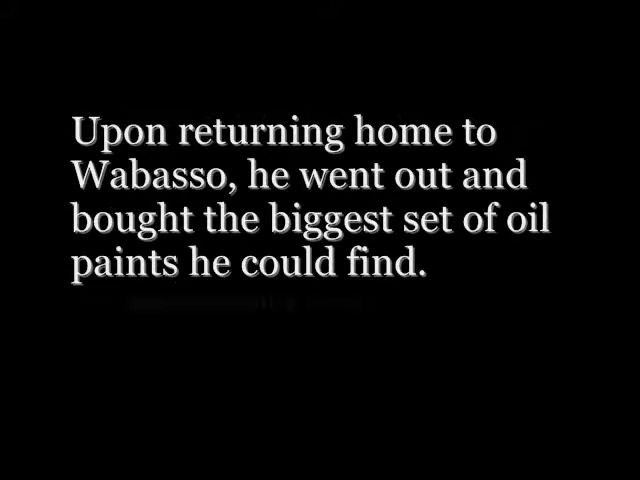 Upon returning home to
Wabasso, he went out and
bought the biggest set of oil
paints he could find.